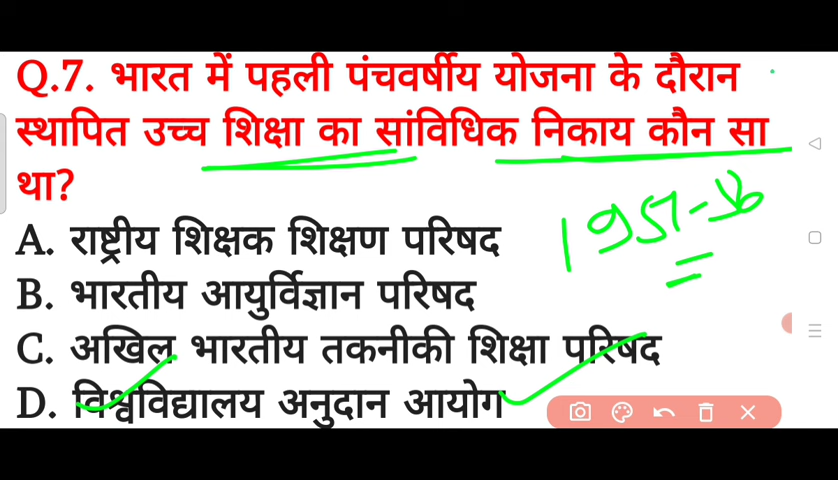 Q.7. भारत में पहली पंचवर्षीय योजना के दौरान
स्थापित उच्च शिक्षा का सांविधिक निकाय कौन सा
था?
1951-56
A. राष्ट्रीय शिक्षक शिक्षण परिषद
B. भारतीय आयुर्विज्ञान परिषद
C. अखिल भारतीय तकनीकी शिक्षा परिषद
D. विश्वविद्यालय अनुदान आयोग